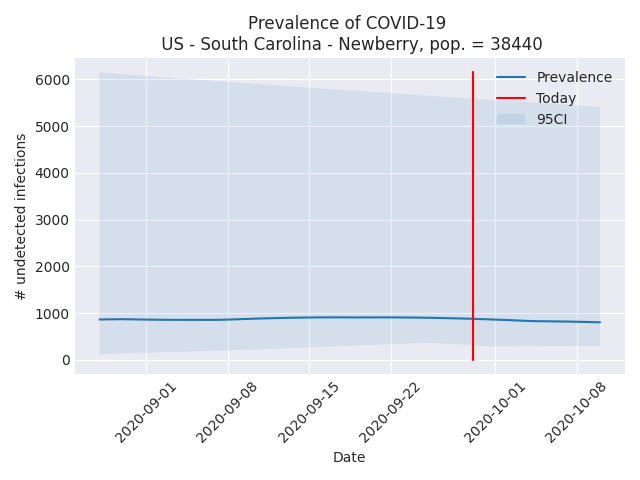 Prevalence of COVID-19
US - South Carolina - Newberry, pop. = 38440
# undetected infections
6000
5000
4000
3000
2000
1000
0
Prevalence
Today
95CI
2020-09-01
2020-09-08
2020-09-15
2020-09-22
2020-10-01
2020-10-08
Date